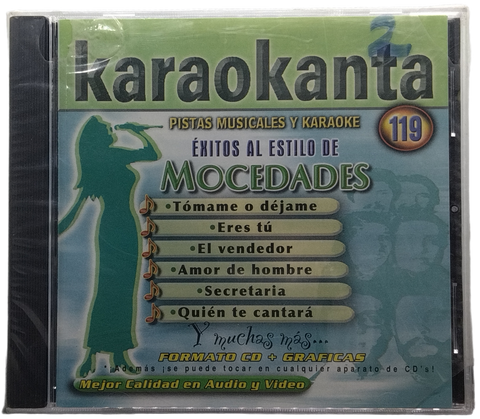 2
karaokanta
PISTAS MUSICALES Y KARAOKE
119
ÉXITOS AL ESTILO DE
MOCEDADES
•Tómame o déjame
•Eres tú
•El vendedor
•Amor de hombre
•Secretaria
•Quién te cantará
Y muchas más...
FORMATO CD + GRAFICAS
* ¡Además ¡se puede tocar en cualquier aparato de CD's!
Mejor Calidad en Audio y Video